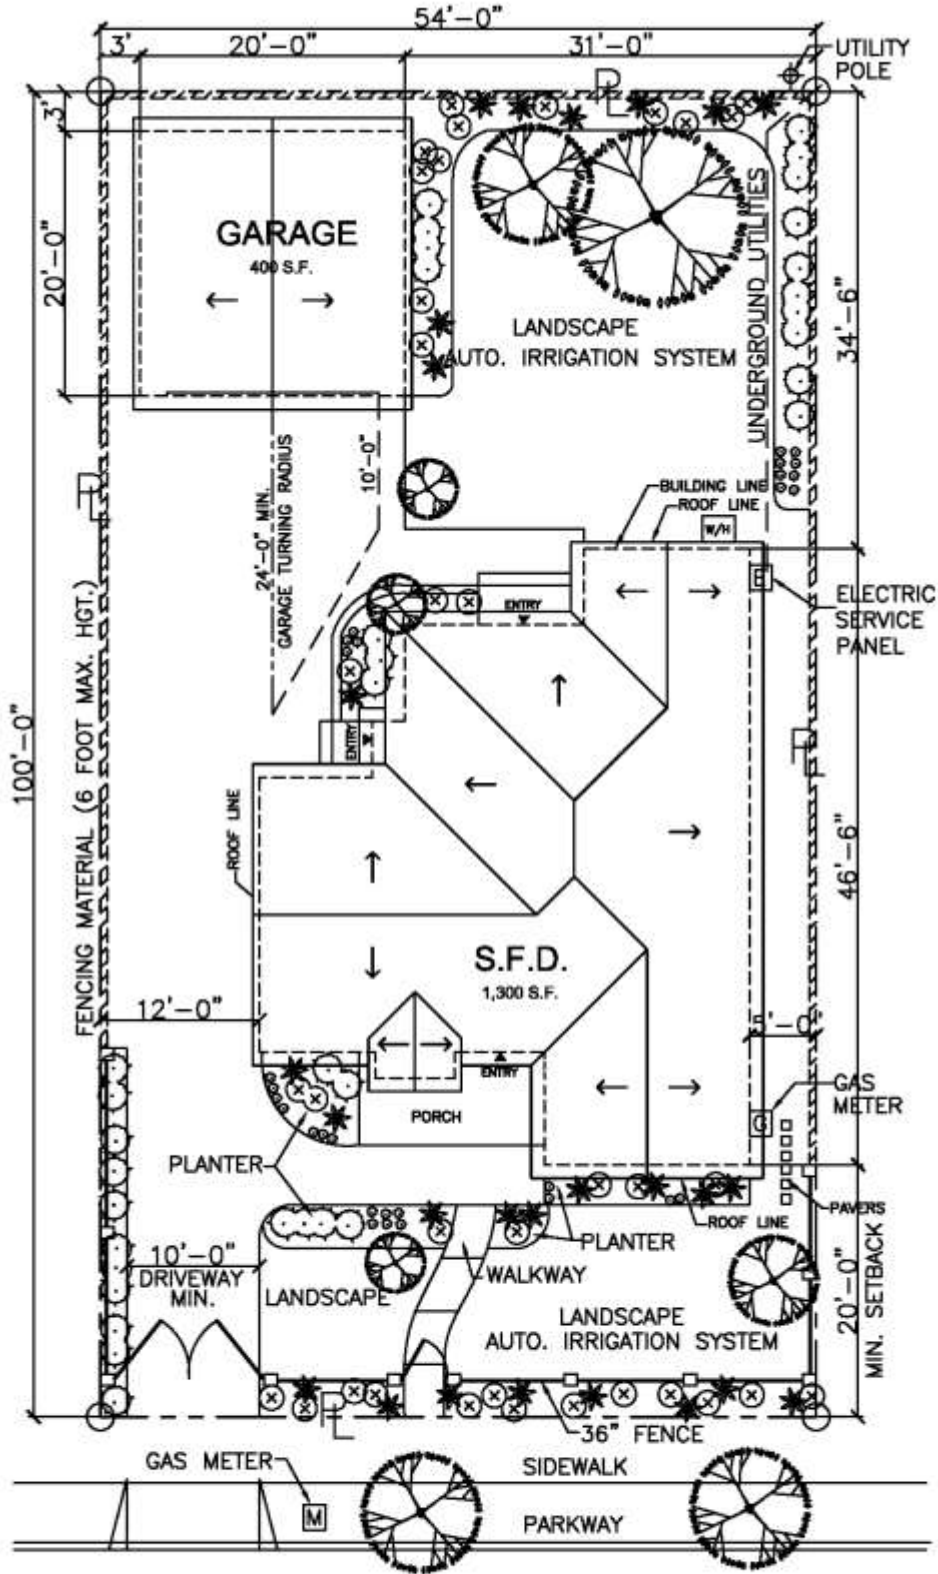 54'-0"
3'
20'-0"
31'-0"
UTILITY
POLE
PL
3'
20'-0"
GARAGE
400 S.F.
UNDERGROUND UTILITIES
34'-6"
LANDSCAPE
AUTO. IRRIGATION SYSTEM
PL
24'-0" MIN.
GARAGE TURNING RADIUS
10'-0"
BUILDING LINE
ROOF LINE
W/H
E
ELECTRIC
SERVICE
PANEL
ENTRY
ENTRY
100'-0"
FENCING MATERIAL (6 FOOT MAX. HGT.)
PL
ROOF LINE
46'-6"
S.F.D.
1,300 S.F.
12'-0"
'-0"
ENTRY
PORCH
GAS
METER
G
PLANTER
PAVERS
ROOF LINE
PLANTER
10'-0"
DRIVEWAY
MIN.
WALKWAY
LANDSCAPE
LANDSCAPE
AUTO. IRRIGATION SYSTEM
20'-0"
MIN. SETBACK
PL
36" FENCE
GAS METER
M
SIDEWALK
PARKWAY